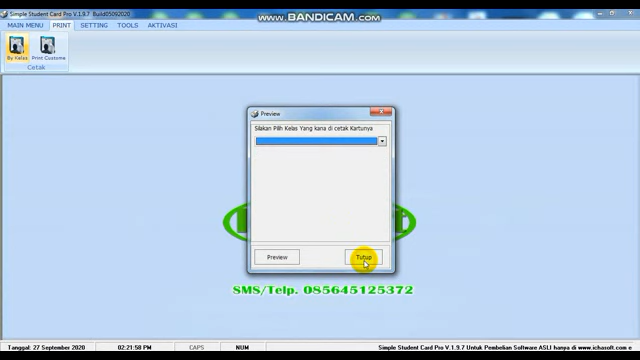 Simple Student Card Pro V.1.9.7 Build05092020
www.BANDICAM.com
MAIN MENU PRINT SETTING TOOLS AKTIVASI
By Kelas Print Custome
Cetak
Preview
Silakan Pilih Kelas Yang kana di cetak Kartunya
Preview Tutup
SMS/Telp. 085645125372
Tanggal: 27 September 2020 02:21:58 PM CAPS NUM Simple Student Card Pro V.1.9.7 Untuk Pembelian Software ASLI hanya di www.ichasoft.com e